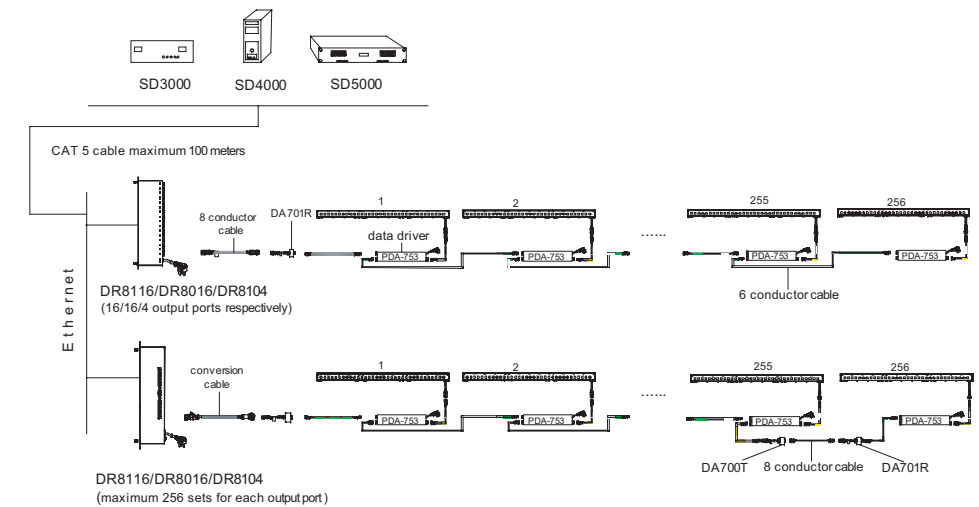 SD3000
SD4000
SD5000
CAT 5 cable maximum 100 meters
Ethernet
8 conductor
cable
DA701R
1
2
255
256
data driver
PDA-753
PDA-753
......
PDA-753
PDA-753
6 conductor cable
DR8116/DR8016/DR8104
(16/16/4 output ports respectively)
conversion
cable
1
2
255
256
PDA-753
PDA-753
......
PDA-753
PDA-753
DA700T
8 conductor cable
DA701R
DR8116/DR8016/DR8104
(maximum 256 sets for each output port)